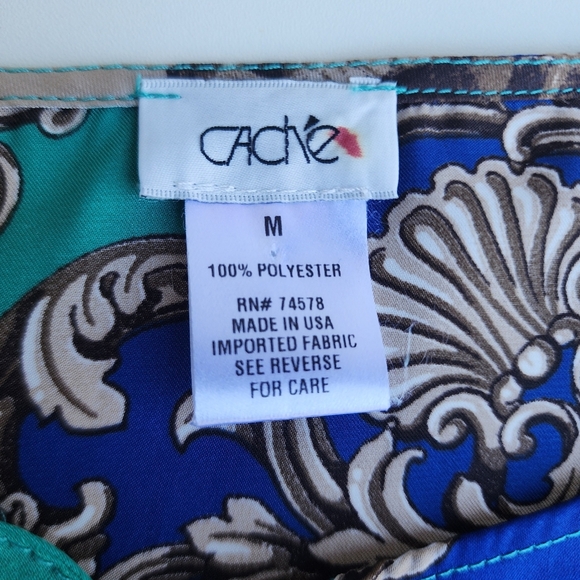 CAché
M
100% POLYESTER
RN# 74578
MADE IN USA
IMPORTED FABRIC
SEE REVERSE
FOR CARE